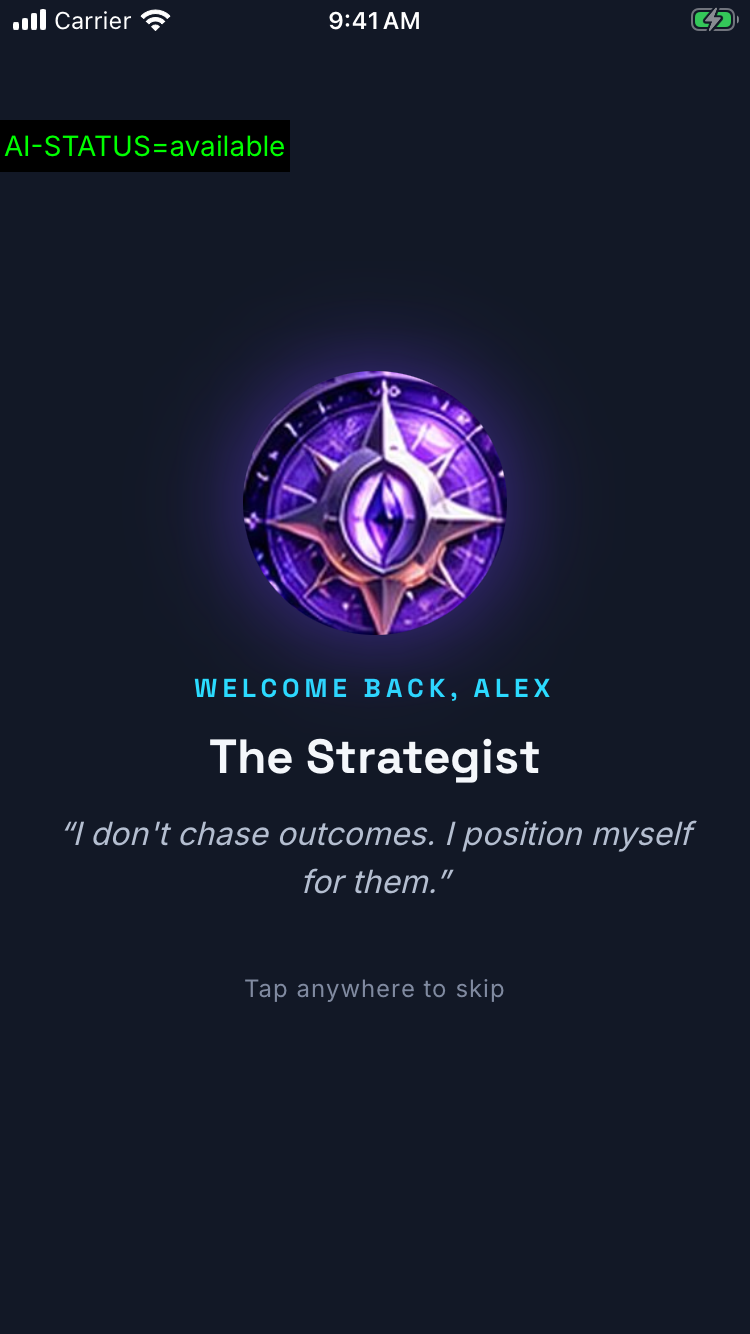 Carrier 9:41 AM
AI-STATUS=available
WELCOME BACK, ALEX
The Strategist
“I don't chase outcomes. I position myself
for them.”
Tap anywhere to skip